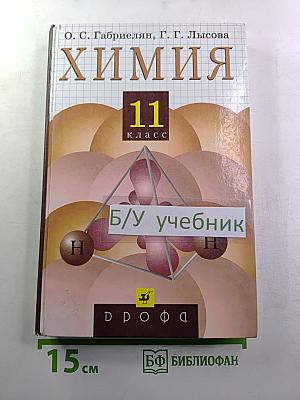 О. С. Габриелян, Г. Г. Лысова
ХИМИЯ
11
класс
Б/У учебник
Н
Н
дрофа
15 см
БФ БИБЛИОФАН